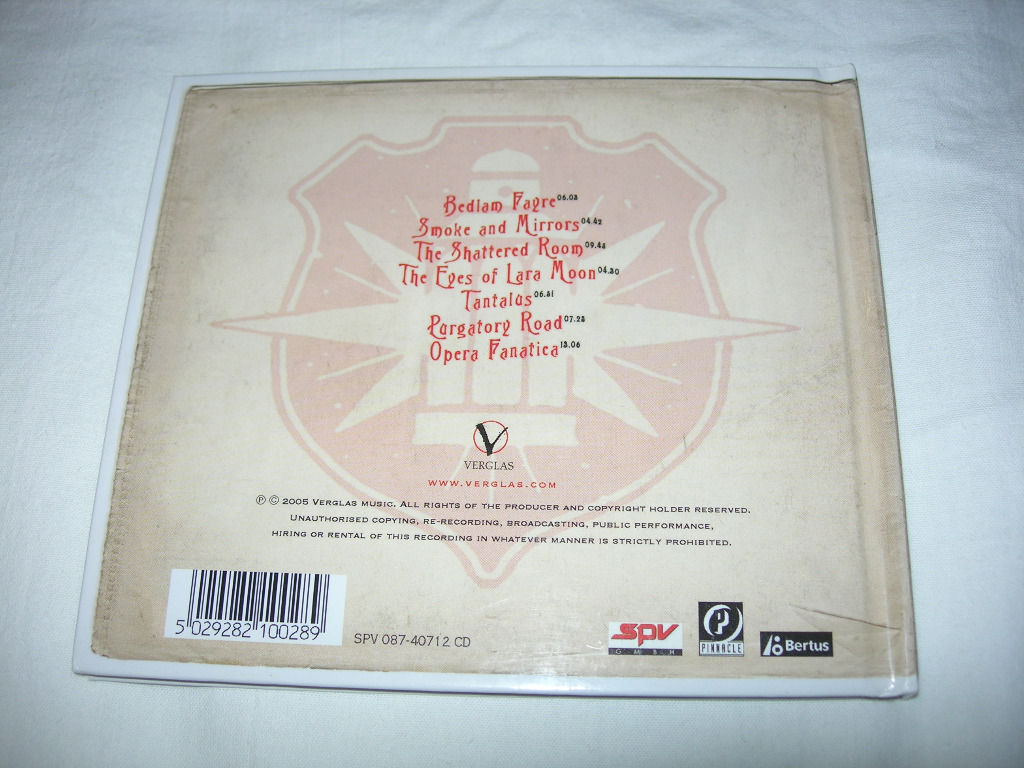 Bedlam Fayre 06.03
Smoke and Mirrors 04.42
The Shattered Room 09.48
The Eyes of Lara Moon 04.30
Tantalus 06.31
Purgatory Road 07.23
Opera Fanatica 13.06
V
VERGLAS
WWW.VERGLAS.COM
℗ © 2005 VERGLAS MUSIC. ALL RIGHTS OF THE PRODUCER AND COPYRIGHT HOLDER RESERVED.
UNAUTHORISED COPYING, RE-RECORDING, BROADCASTING, PUBLIC PERFORMANCE,
HIRING OR RENTAL OF THIS RECORDING IN WHATEVER MANNER IS STRICTLY PROHIBITED.
5 029282 100289
SPV 087-40712 CD
SPV
GMBH
P
PINNACLE
Bertus